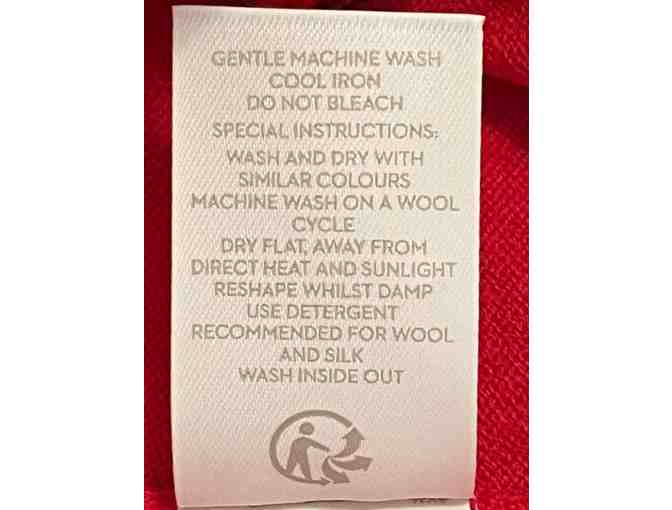 GENTLE MACHINE WASH
COOL IRON
DO NOT BLEACH
SPECIAL INSTRUCTIONS:
WASH AND DRY WITH
SIMILAR COLOURS
MACHINE WASH ON A WOOL
CYCLE
DRY FLAT, AWAY FROM
DIRECT HEAT AND SUNLIGHT
RESHAPE WHILST DAMP
USE DETERGENT
RECOMMENDED FOR WOOL
AND SILK
WASH INSIDE OUT